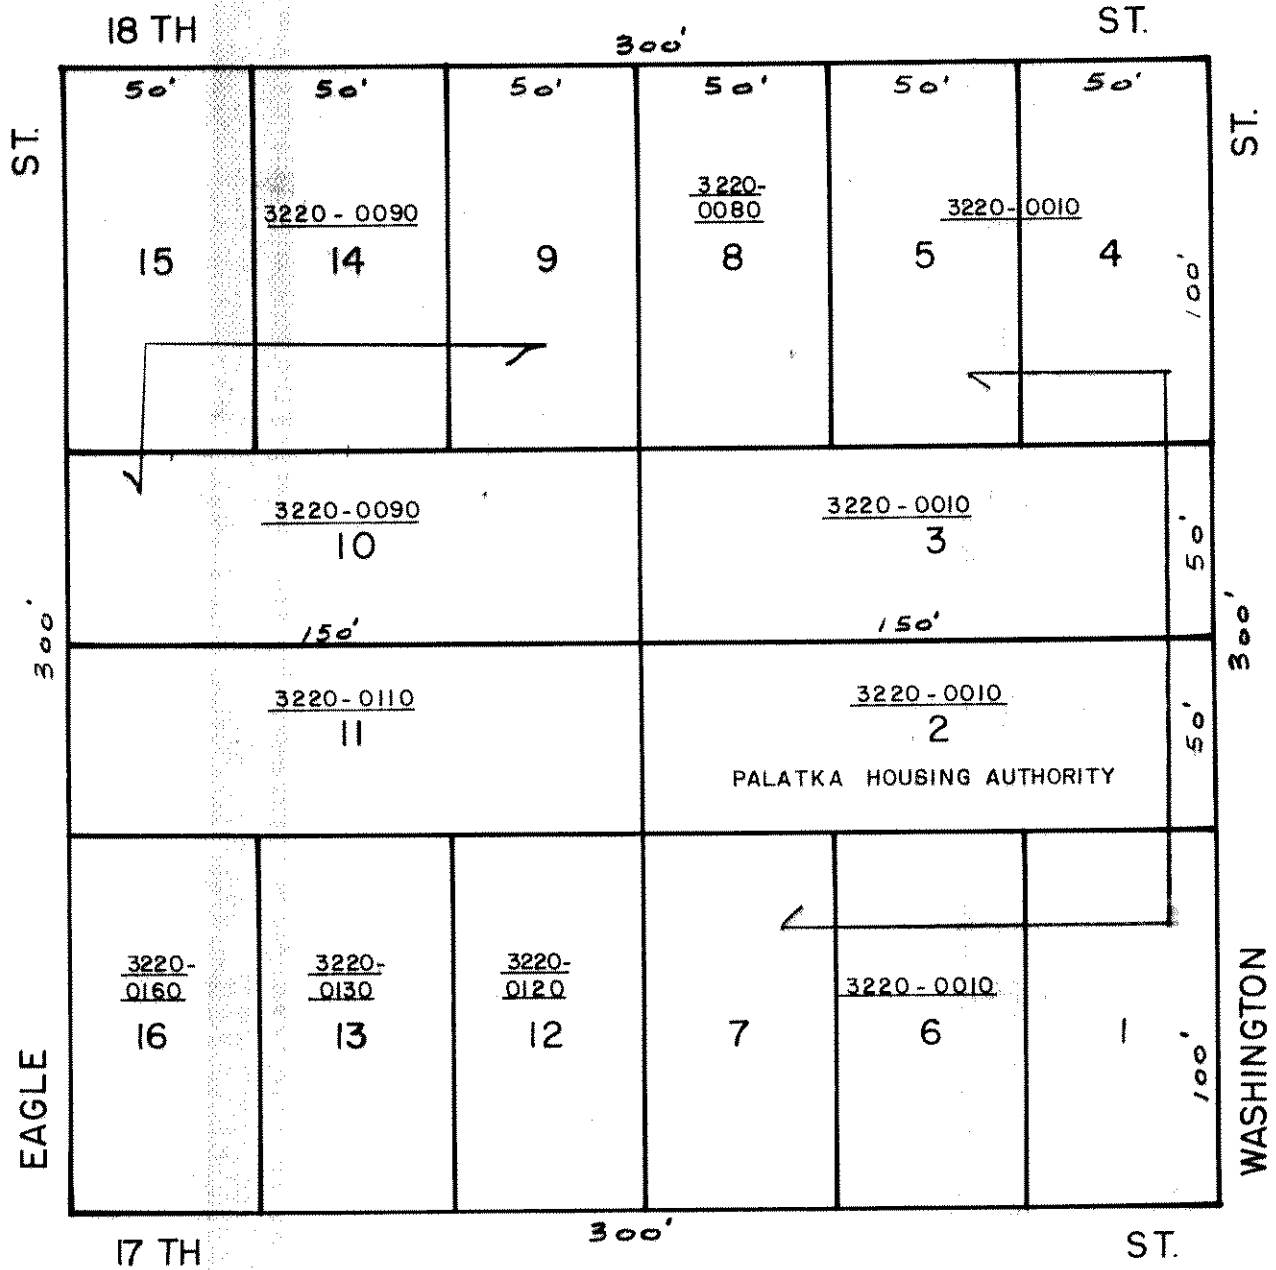 18 TH ST.
300'
50' 50' 50' 50' 50' 50'
ST. ST.
3220-
0080
3220-0090 3220-0010
15 14 9 8 5 4
100'
3220-0090 3220-0010
10 3
50'
300' 300'
150' 150'
3220-0110 3220-0010
11 2
50'
PALATKA HOUSING AUTHORITY
3220- 3220- 3220-
0160 0130 0120 3220-0010
16 13 12 7 6 1
100'
EAGLE WASHINGTON
300'
17 TH ST.